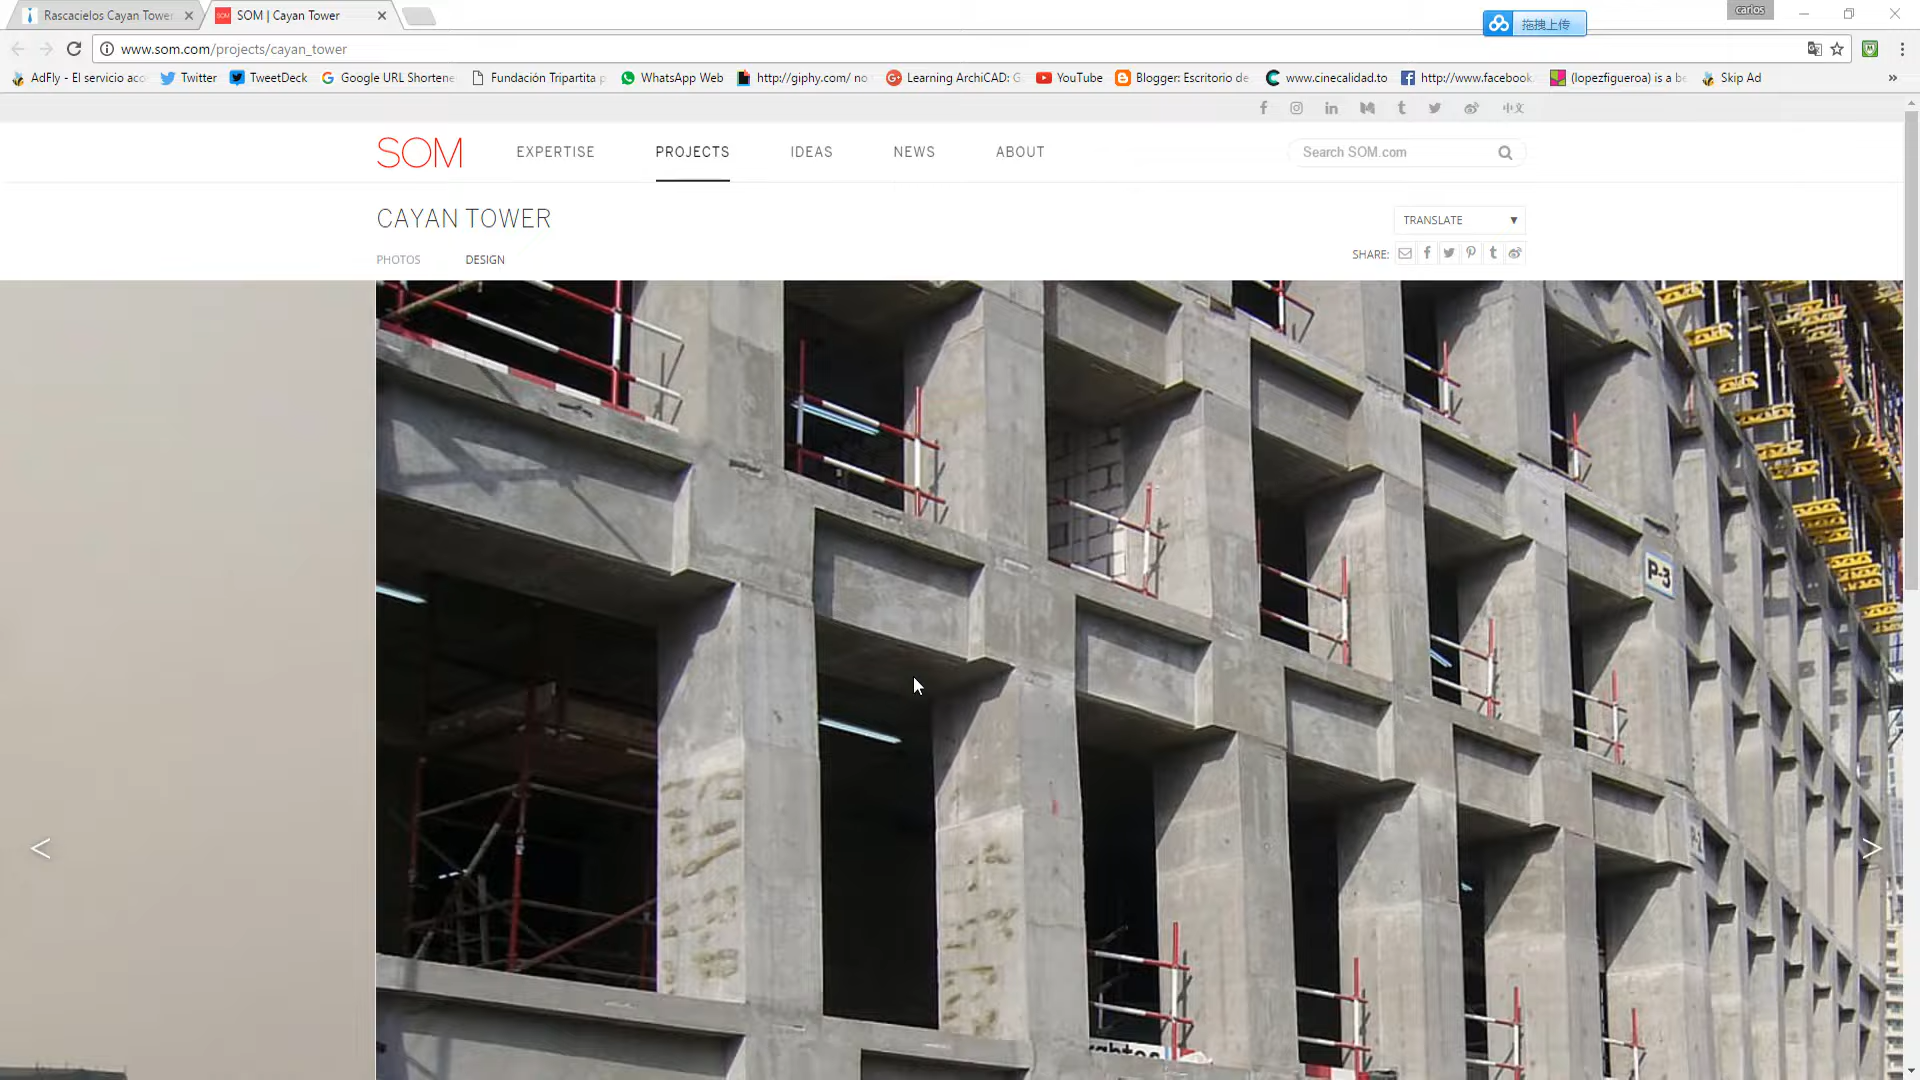 Rascacielos Cayan Tower
SOM | Cayan Tower
拖拽上传
carlos
www.som.com/projects/cayan_tower
AdFly - El servicio aco
Twitter
TweetDeck
Google URL Shortene
Fundación Tripartita p
WhatsApp Web
http://giphy.com/ no
Learning ArchiCAD: G
YouTube
Blogger: Escritorio de
www.cinecalidad.to
http://www.facebook.
(lopezfigueroa) is a be
Skip Ad
中文
SOM
EXPERTISE
PROJECTS
IDEAS
NEWS
ABOUT
Search SOM.com
CAYAN TOWER
TRANSLATE
PHOTOS
DESIGN
SHARE:
P-3